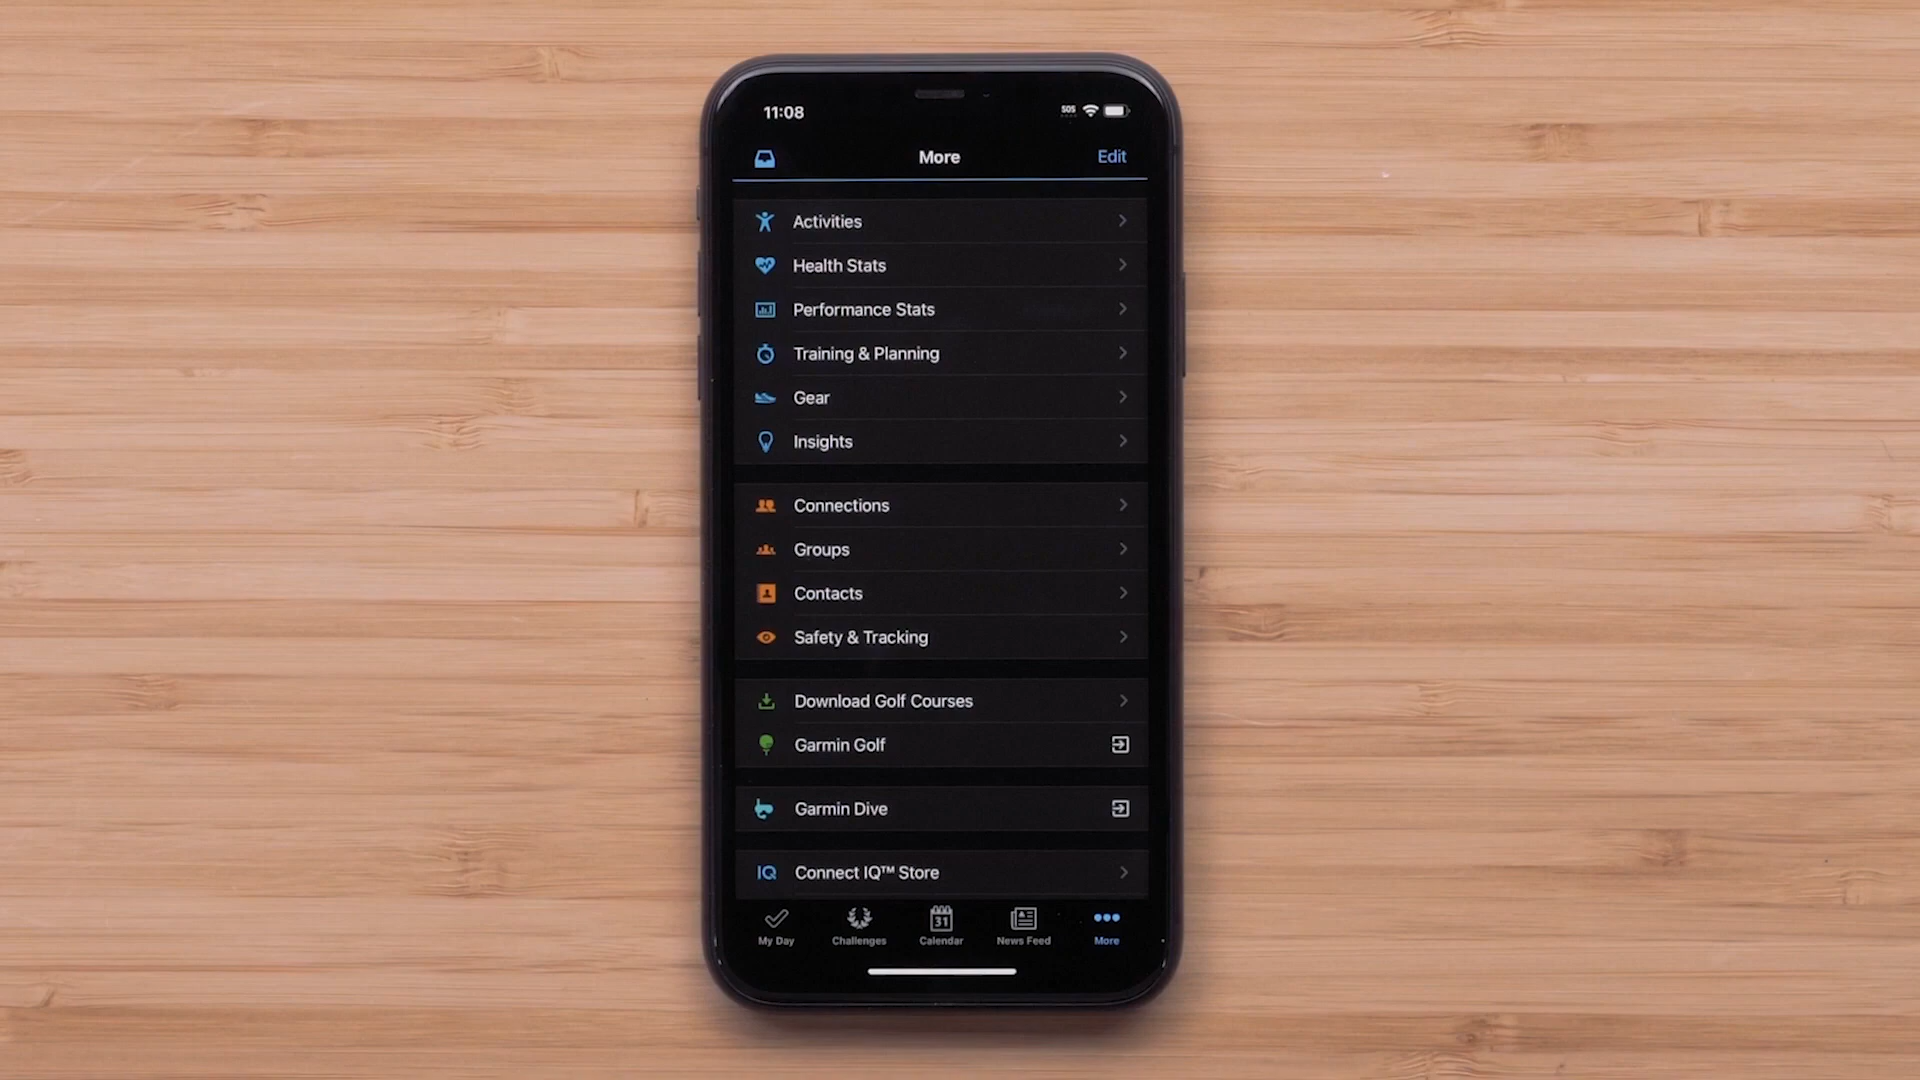 11:08
SOS
More
Edit
Activities
Health Stats
Performance Stats
Training & Planning
Gear
Insights
Connections
Groups
Contacts
Safety & Tracking
Download Golf Courses
Garmin Golf
Garmin Dive
IQ
Connect IQ™ Store
31
My Day
Challenges
Calendar
News Feed
More